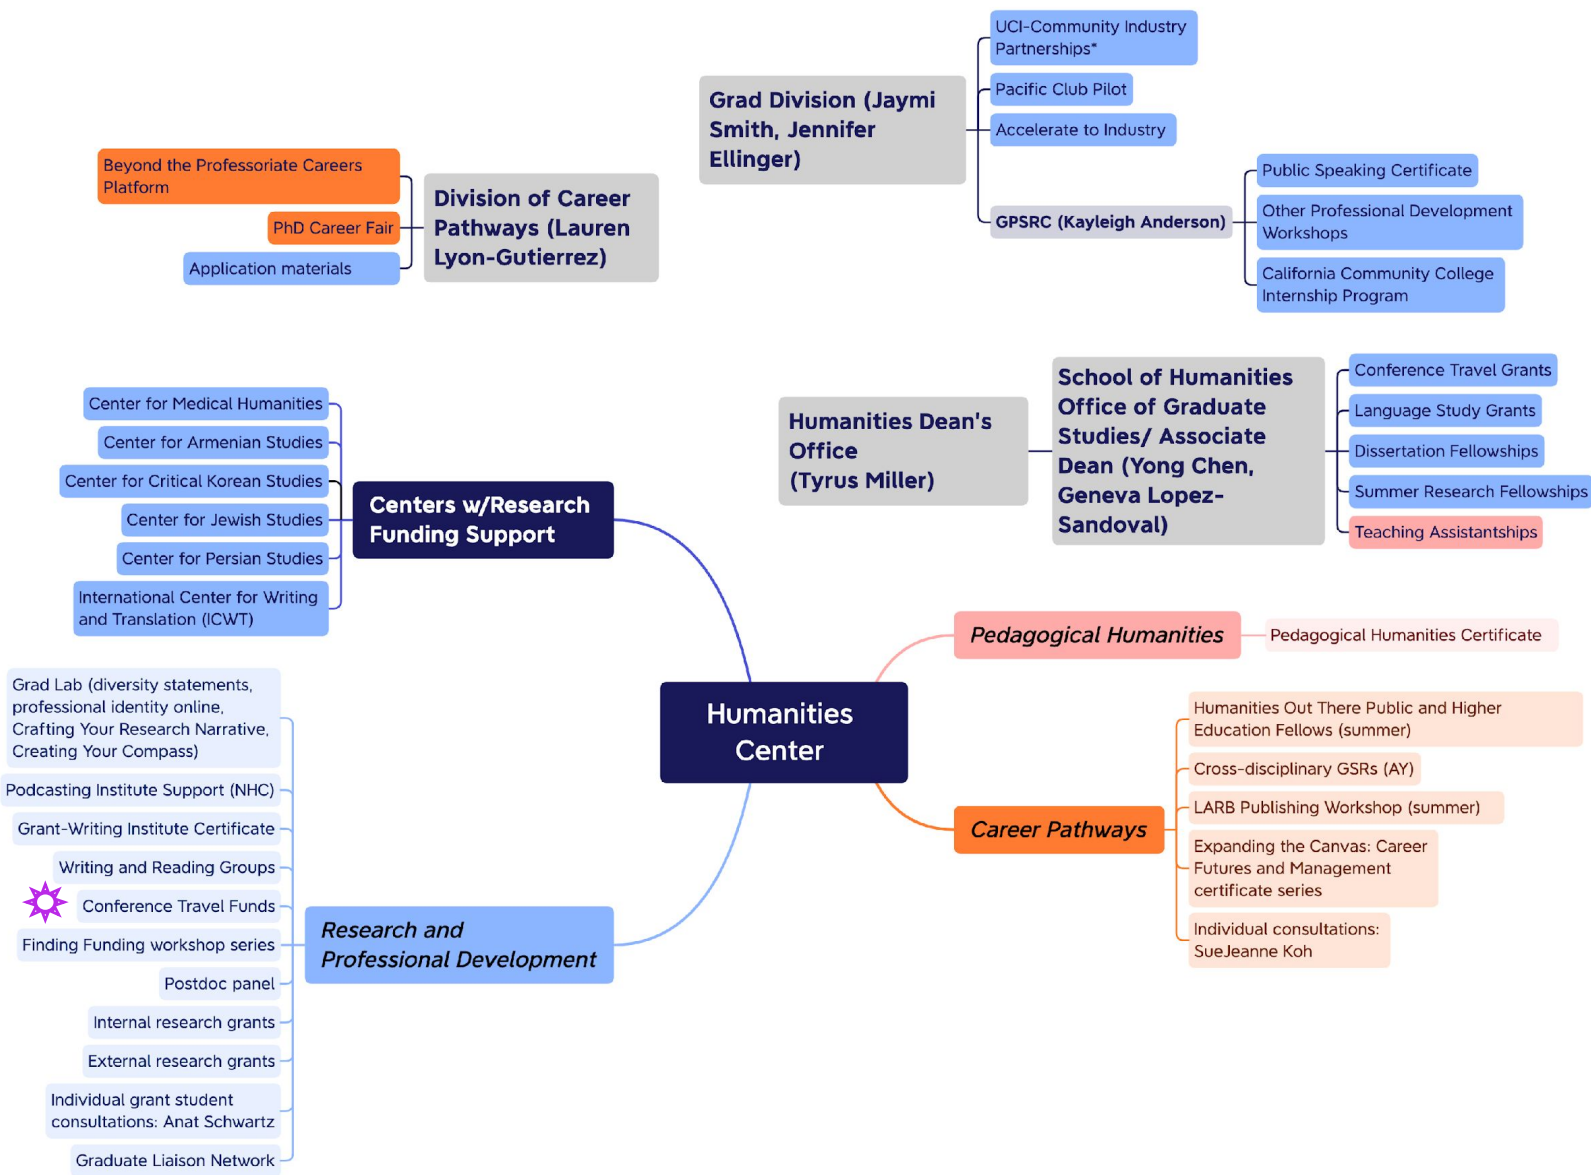 UCI-Community Industry
Partnerships*
Pacific Club Pilot
Accelerate to Industry
Grad Division (Jaymi
Smith, Jennifer
Ellinger)
GPSRC (Kayleigh Anderson)
Public Speaking Certificate
Other Professional Development
Workshops
California Community College
Internship Program
Beyond the Professoriate Careers
Platform
PhD Career Fair
Application materials
Division of Career
Pathways (Lauren
Lyon-Gutierrez)
Humanities Dean's
Office
(Tyrus Miller)
School of Humanities
Office of Graduate
Studies/ Associate
Dean (Yong Chen,
Geneva Lopez-
Sandoval)
Conference Travel Grants
Language Study Grants
Dissertation Fellowships
Summer Research Fellowships
Teaching Assistantships
Center for Medical Humanities
Center for Armenian Studies
Center for Critical Korean Studies
Center for Jewish Studies
Center for Persian Studies
International Center for Writing
and Translation (ICWT)
Centers w/Research
Funding Support
Humanities
Center
Pedagogical Humanities
Pedagogical Humanities Certificate
Career Pathways
Humanities Out There Public and Higher
Education Fellows (summer)
Cross-disciplinary GSRs (AY)
LARB Publishing Workshop (summer)
Expanding the Canvas: Career
Futures and Management
certificate series
Individual consultations:
SueJeanne Koh
Grad Lab (diversity statements,
professional identity online,
Crafting Your Research Narrative,
Creating Your Compass)
Podcasting Institute Support (NHC)
Grant-Writing Institute Certificate
Writing and Reading Groups
Conference Travel Funds
Finding Funding workshop series
Postdoc panel
Internal research grants
External research grants
Individual grant student
consultations: Anat Schwartz
Graduate Liaison Network
Research and
Professional Development